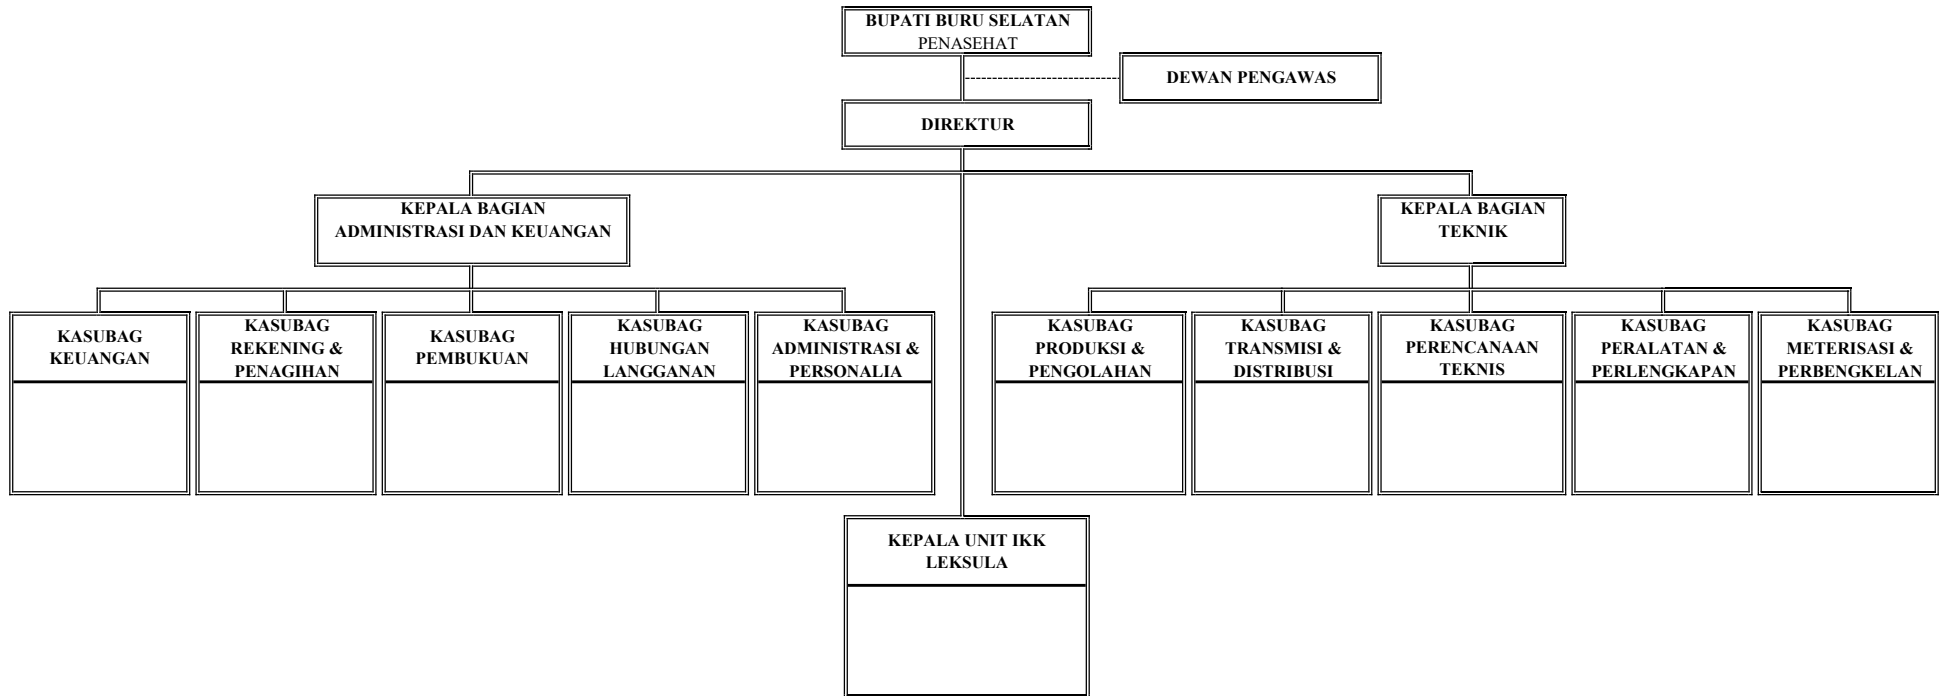 BUPATI BURU SELATAN
PENASEHAT
DEWAN PENGAWAS
DIREKTUR
KEPALA BAGIAN
ADMINISTRASI DAN KEUANGAN
KEPALA BAGIAN
TEKNIK
KASUBAG
KEUANGAN
KASUBAG
REKENING &
PENAGIHAN
KASUBAG
PEMBUKUAN
KASUBAG
HUBUNGAN
LANGGANAN
KASUBAG
ADMINISTRASI &
PERSONALIA
KASUBAG
PRODUKSI &
PENGOLAHAN
KASUBAG
TRANSMISI &
DISTRIBUSI
KASUBAG
PERENCANAAN
TEKNIS
KASUBAG
PERALATAN &
PERLENGKAPAN
KASUBAG
METERISASI &
PERBENGKELAN
KEPALA UNIT IKK
LEKSULA